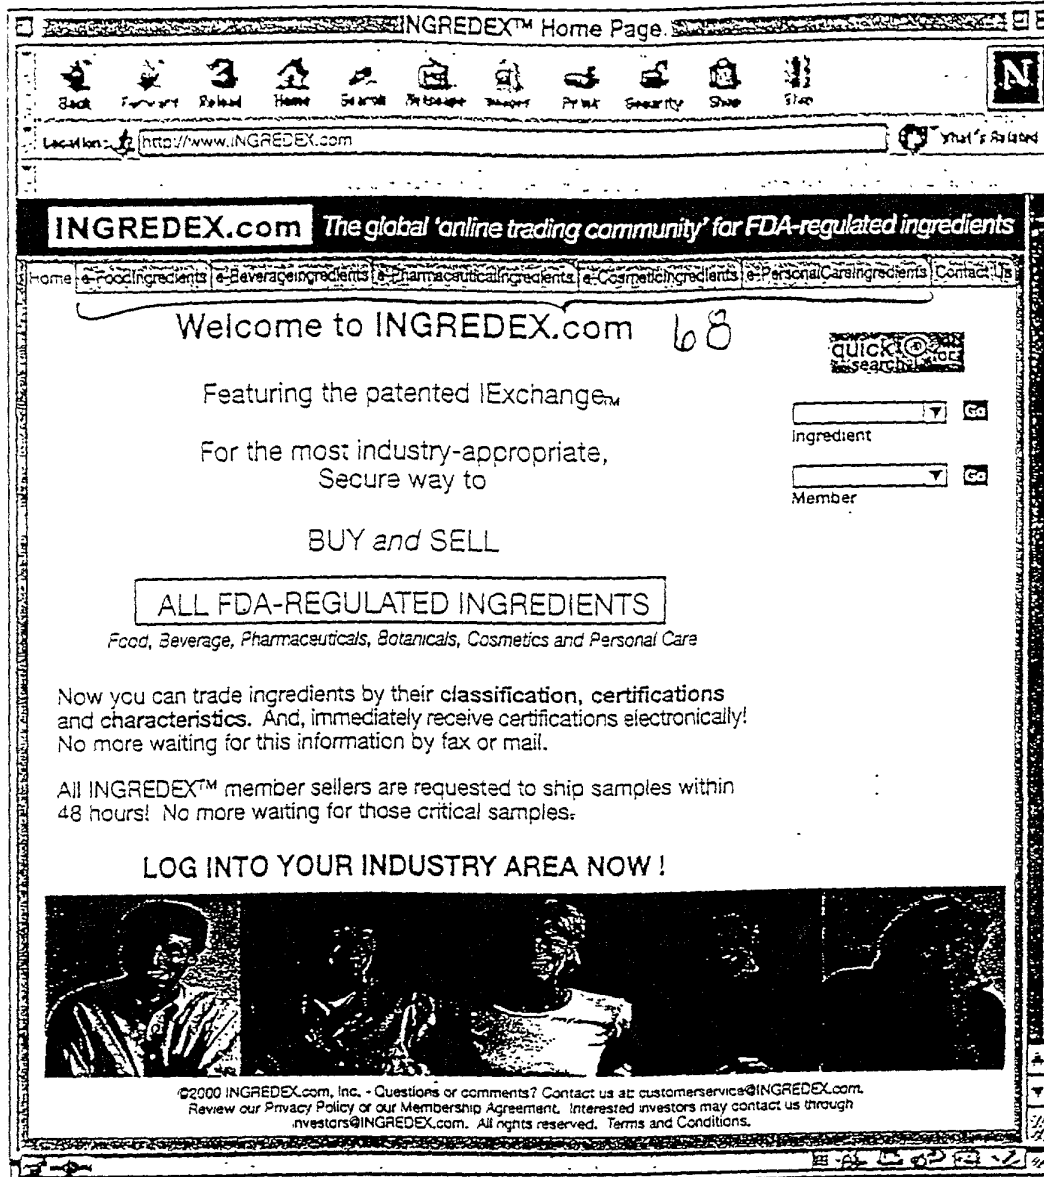 INGREDEX™ Home Page
Back Forward Reload Home Search Netscape Images Print Security Shop Stop
N
Location: http://www.INGREDEX.com What's Related
INGREDEX.com The global 'online trading community' for FDA-regulated ingredients
Home e-FoodIngredients e-BeverageIngredients e-PharmaceuticalIngredients e-CosmeticIngredients e-PersonalCareIngredients Contact Us
Welcome to INGREDEX.com 68
quick search
Featuring the patented IExchange™
Go
Ingredient
For the most industry-appropriate,
Secure way to
Go
Member
BUY and SELL
ALL FDA-REGULATED INGREDIENTS
Food, Beverage, Pharmaceuticals, Botanicals, Cosmetics and Personal Care
Now you can trade ingredients by their classification, certifications
and characteristics. And, immediately receive certifications electronically!
No more waiting for this information by fax or mail.
All INGREDEX™ member sellers are requested to ship samples within
48 hours! No more waiting for those critical samples.
LOG INTO YOUR INDUSTRY AREA NOW !
©2000 INGREDEX.com, Inc. - Questions or comments? Contact us at: customerservice@INGREDEX.com.
Review our Privacy Policy or our Membership Agreement. Interested investors may contact us through
investors@INGREDEX.com. All rights reserved. Terms and Conditions.